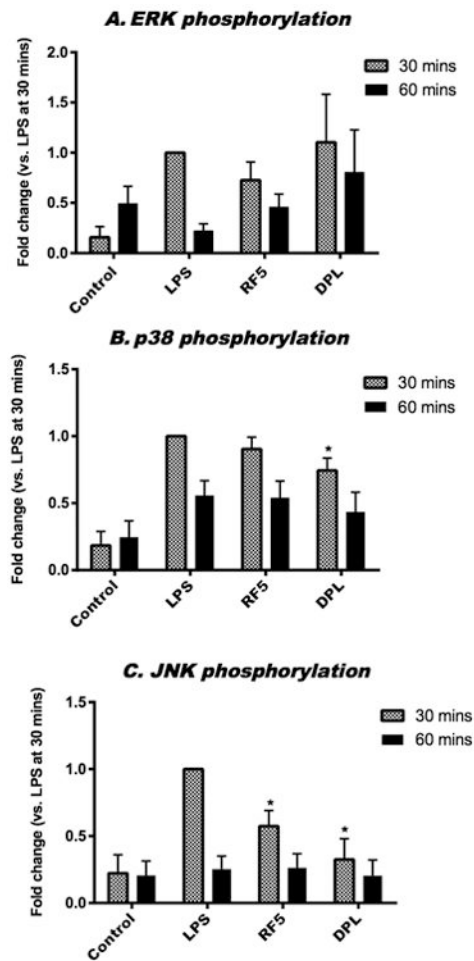 A. ERK phosphorylation
Fold change (vs. LPS at 30 mins)
2.0
1.5
1.0
0.5
0.0
30 mins
60 mins
Control
LPS
RF5
DPL
B. p38 phosphorylation
Fold change (vs. LPS at 30 mins)
1.5
1.0
0.5
0.0
30 mins
60 mins
*
Control
LPS
RF5
DPL
C. JNK phosphorylation
Fold change (vs. LPS at 30 mins)
1.5
1.0
0.5
0.0
30 mins
60 mins
*
*
Control
LPS
RF5
DPL